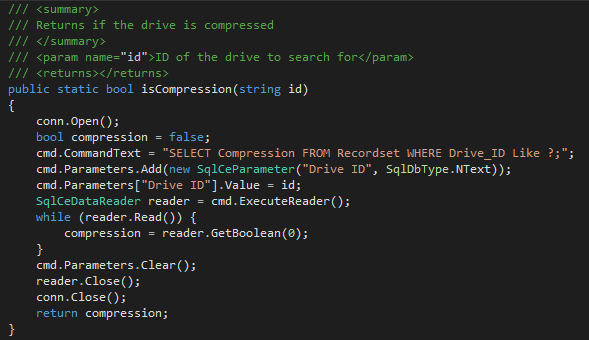 /// <summary>
/// Returns if the drive is compressed
/// </summary>
/// <param name="id">ID of the drive to search for</param>
/// <returns></returns>
public static bool isCompression(string id)
{
    conn.Open();
    bool compression = false;
    cmd.CommandText = "SELECT Compression FROM Recordset WHERE Drive_ID Like ?;";
    cmd.Parameters.Add(new SqlCeParameter("Drive ID", SqlDbType.NText));
    cmd.Parameters["Drive ID"].Value = id;
    SqlCeDataReader reader = cmd.ExecuteReader();
    while (reader.Read()) {
        compression = reader.GetBoolean(0);
    }
    cmd.Parameters.Clear();
    reader.Close();
    conn.Close();
    return compression;
}